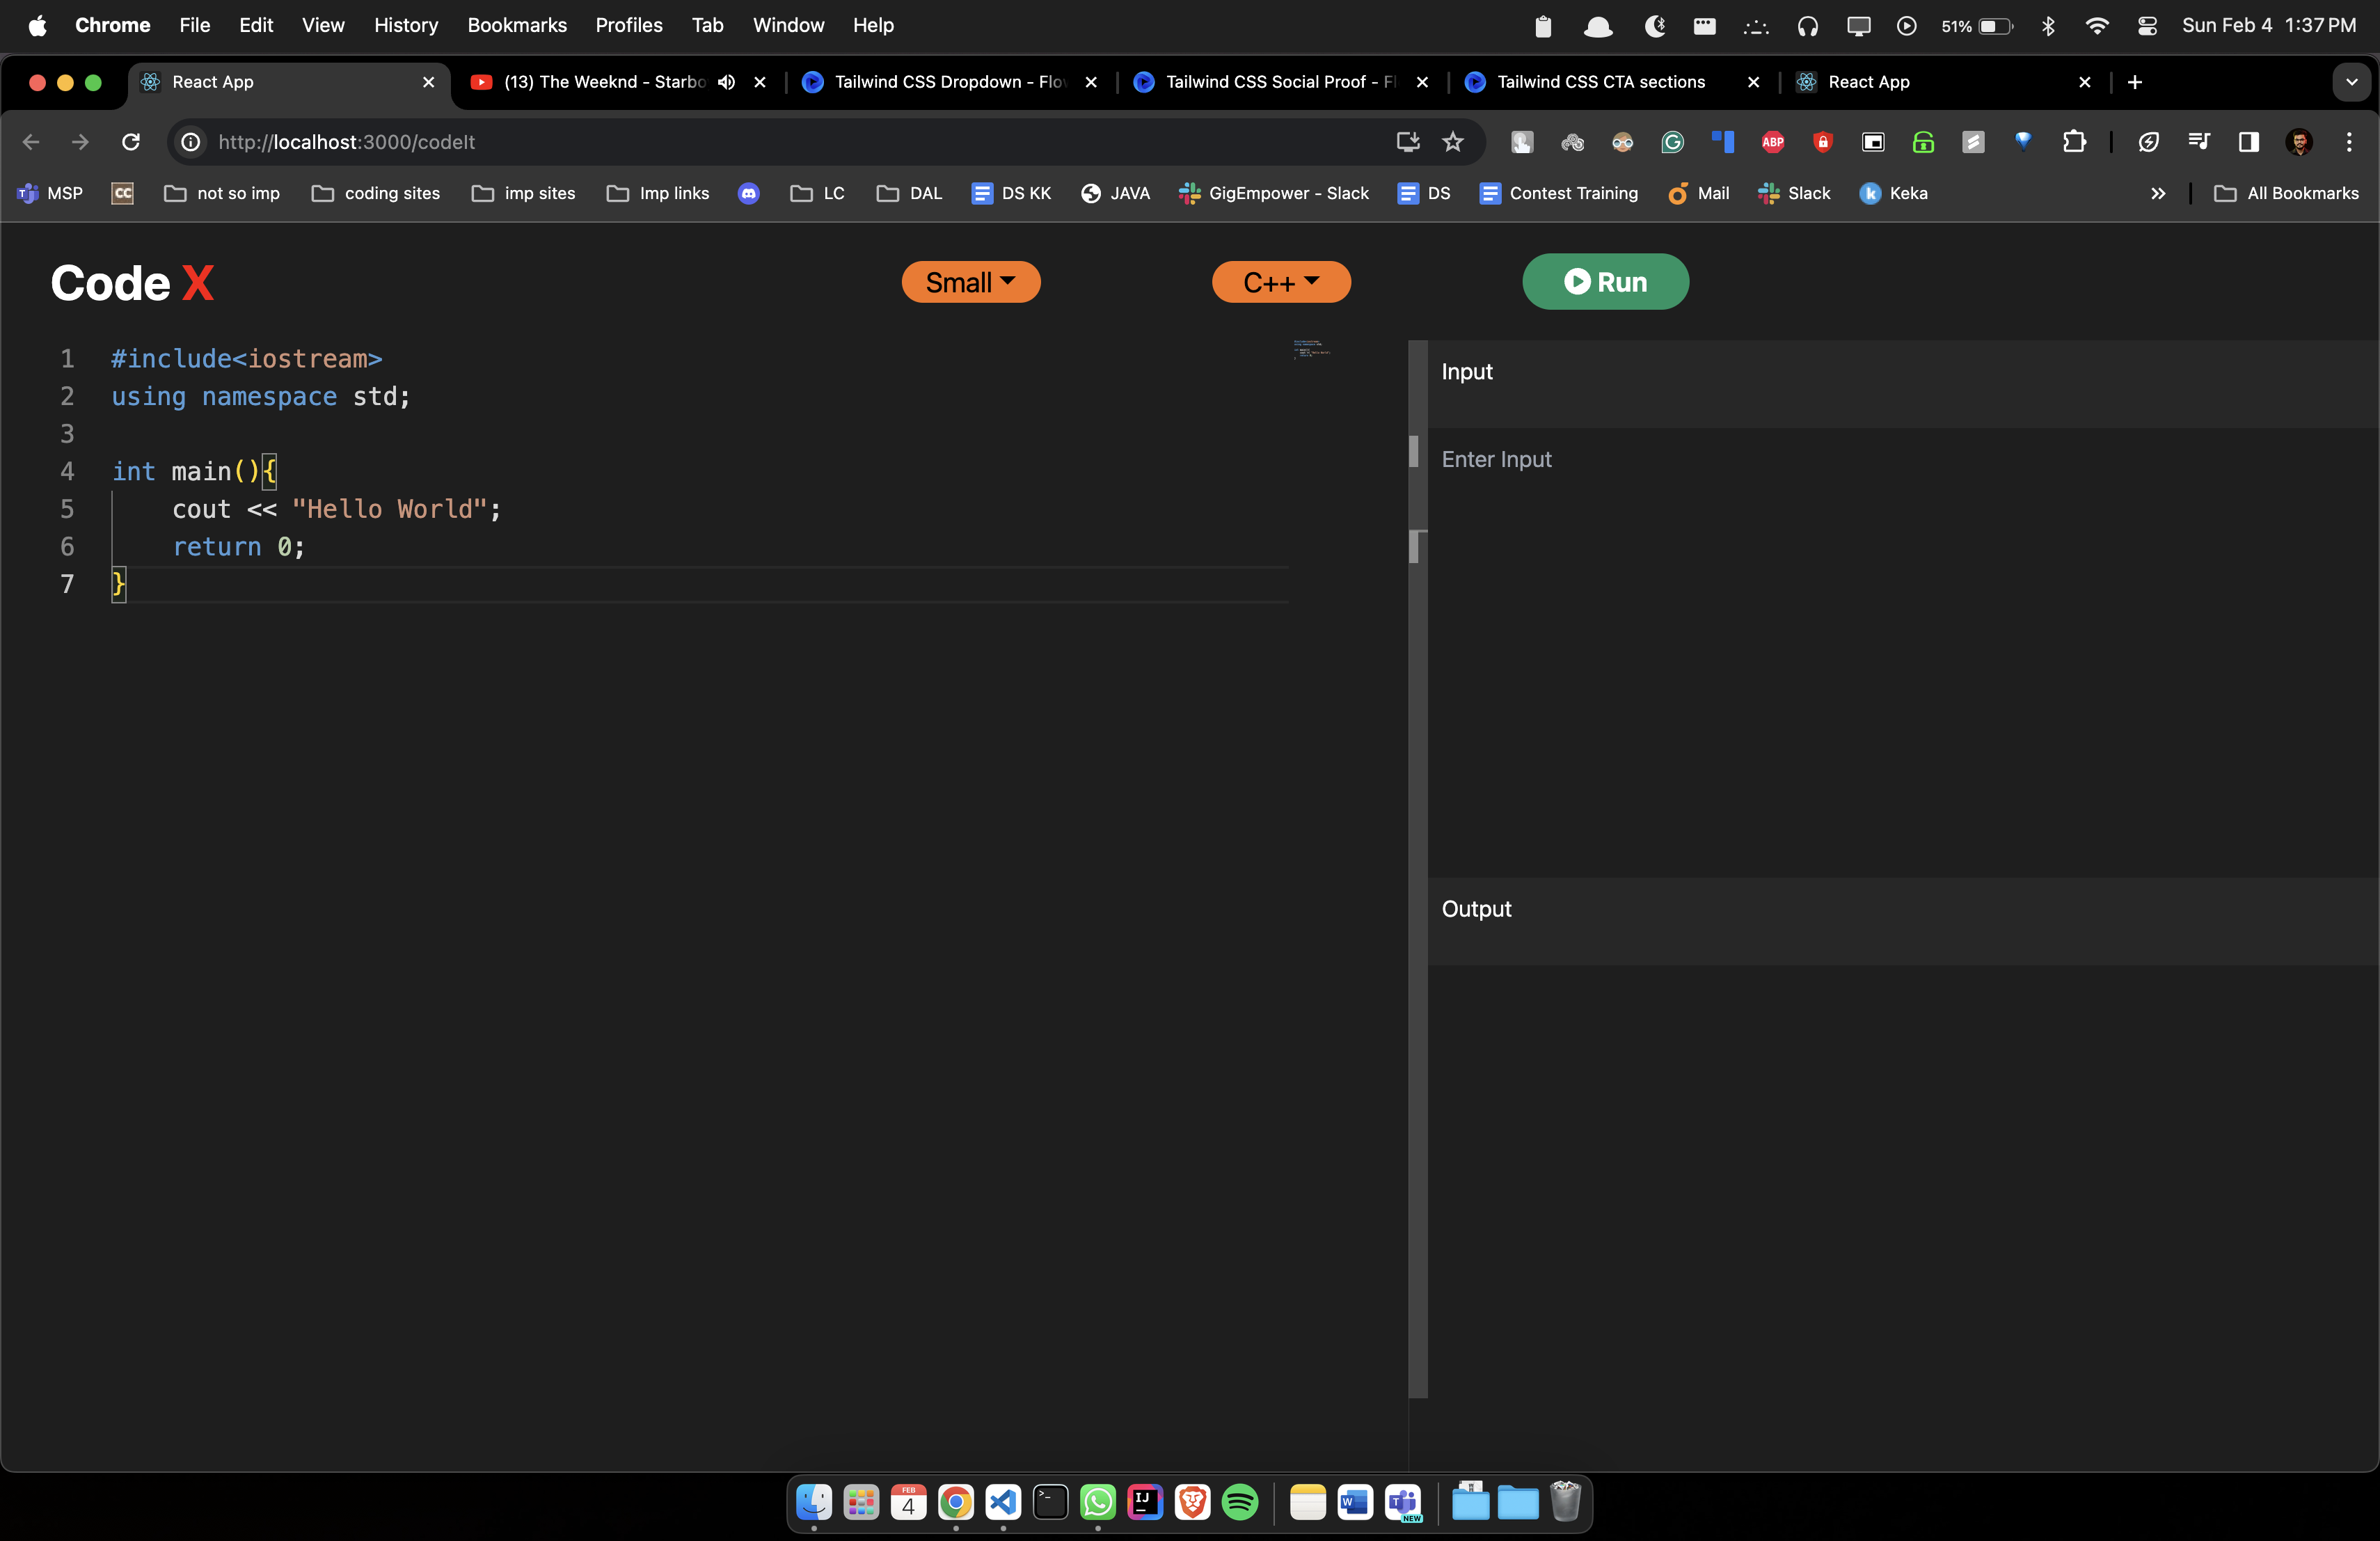 Chrome File Edit View History Bookmarks Profiles Tab Window Help 51% Sun Feb 4 1:37 PM
React App (13) The Weeknd - Starbo Tailwind CSS Dropdown - Flo Tailwind CSS Social Proof - Fl Tailwind CSS CTA sections React App
http://localhost:3000/codeIt ABP
MSP CC not so imp coding sites imp sites Imp links LC DAL DS KK JAVA GigEmpower - Slack DS Contest Training Mail Slack Keka All Bookmarks
Code X Small C++ Run
1 #include<iostream>
2 using namespace std;
3
4 int main(){
5 cout << "Hello World";
6 return 0;
7 }
Input
Enter Input
Output
FEB
4
IJ
W
T
NEW